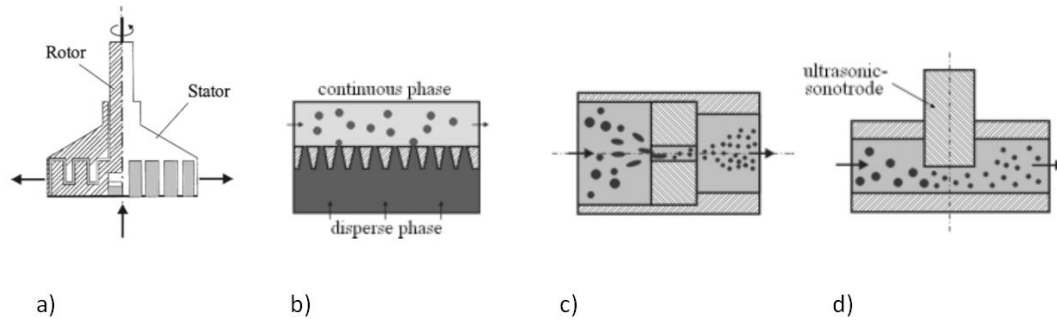 Rotor
Stator
continuous phase
disperse phase
ultrasonic-
sonotrode
a)
b)
c)
d)